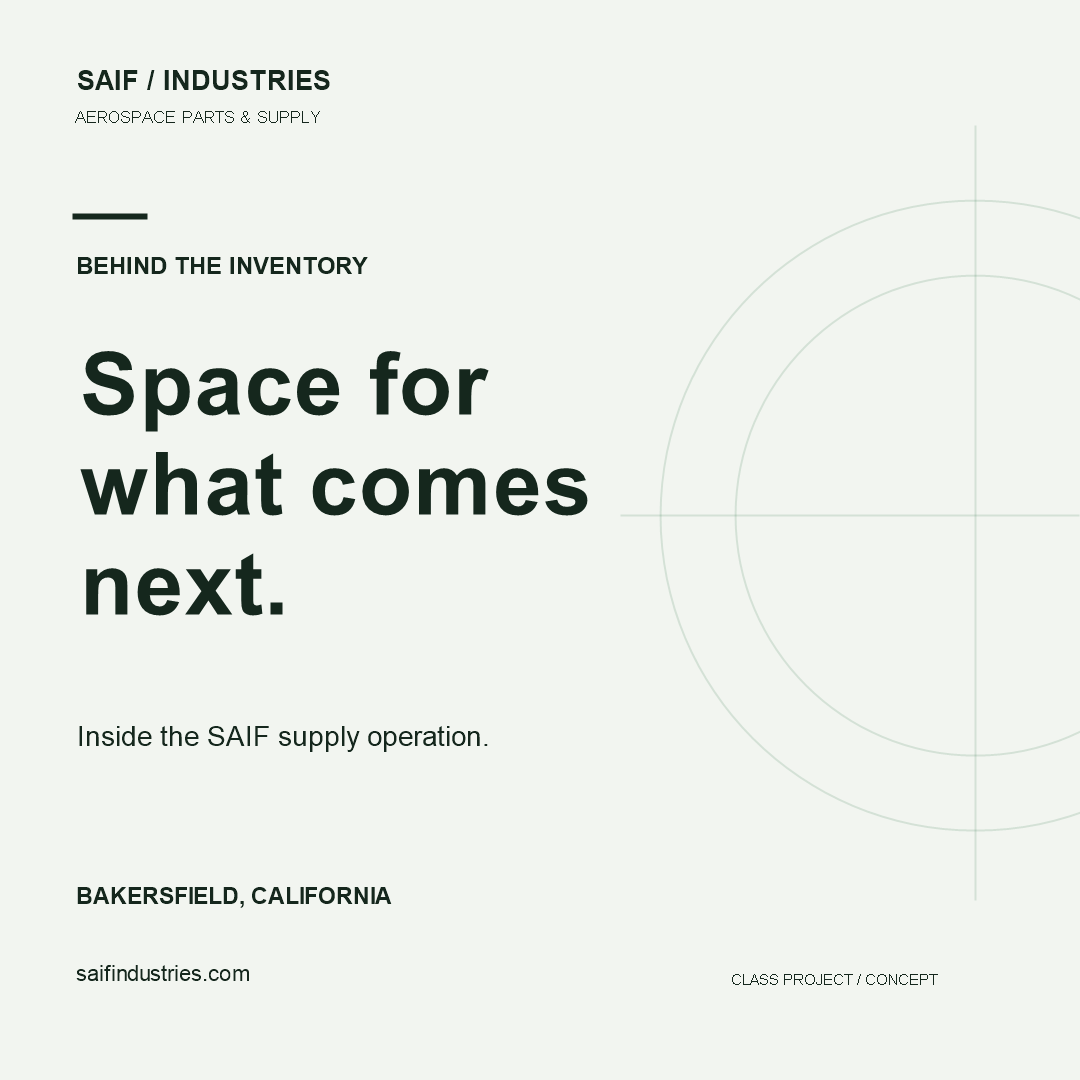 SAIF / INDUSTRIES
AEROSPACE PARTS & SUPPLY
BEHIND THE INVENTORY
Space for
what comes
next.
Inside the SAIF supply operation.
BAKERSFIELD, CALIFORNIA
saifindustries.com
CLASS PROJECT / CONCEPT